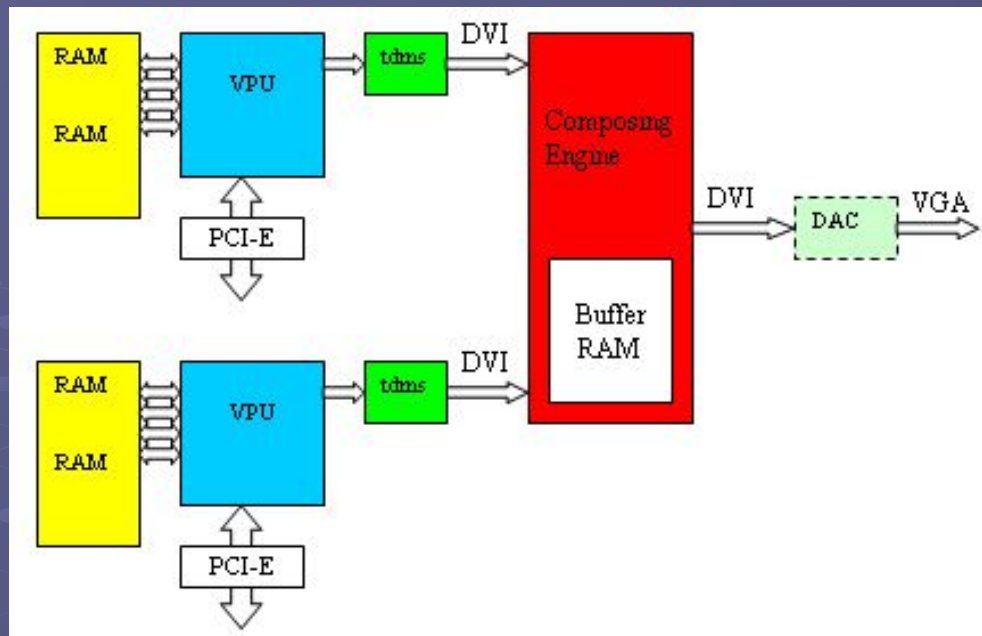 RAM
RAM
VPU
PCI-E
tdms
DVI
Composing
Engine
Buffer
RAM
DVI
DAC
VGA
RAM
RAM
VPU
PCI-E
tdms
DVI